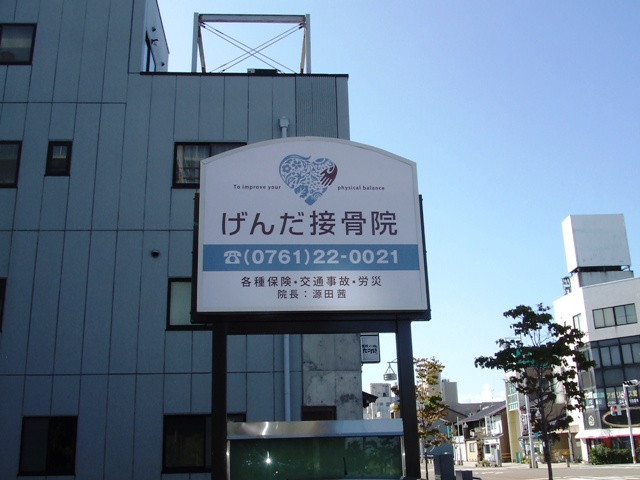 To improve your physical balance
げんだ接骨院
☎(0761)22-0021
各種保険・交通事故・労災
院長：源田茜